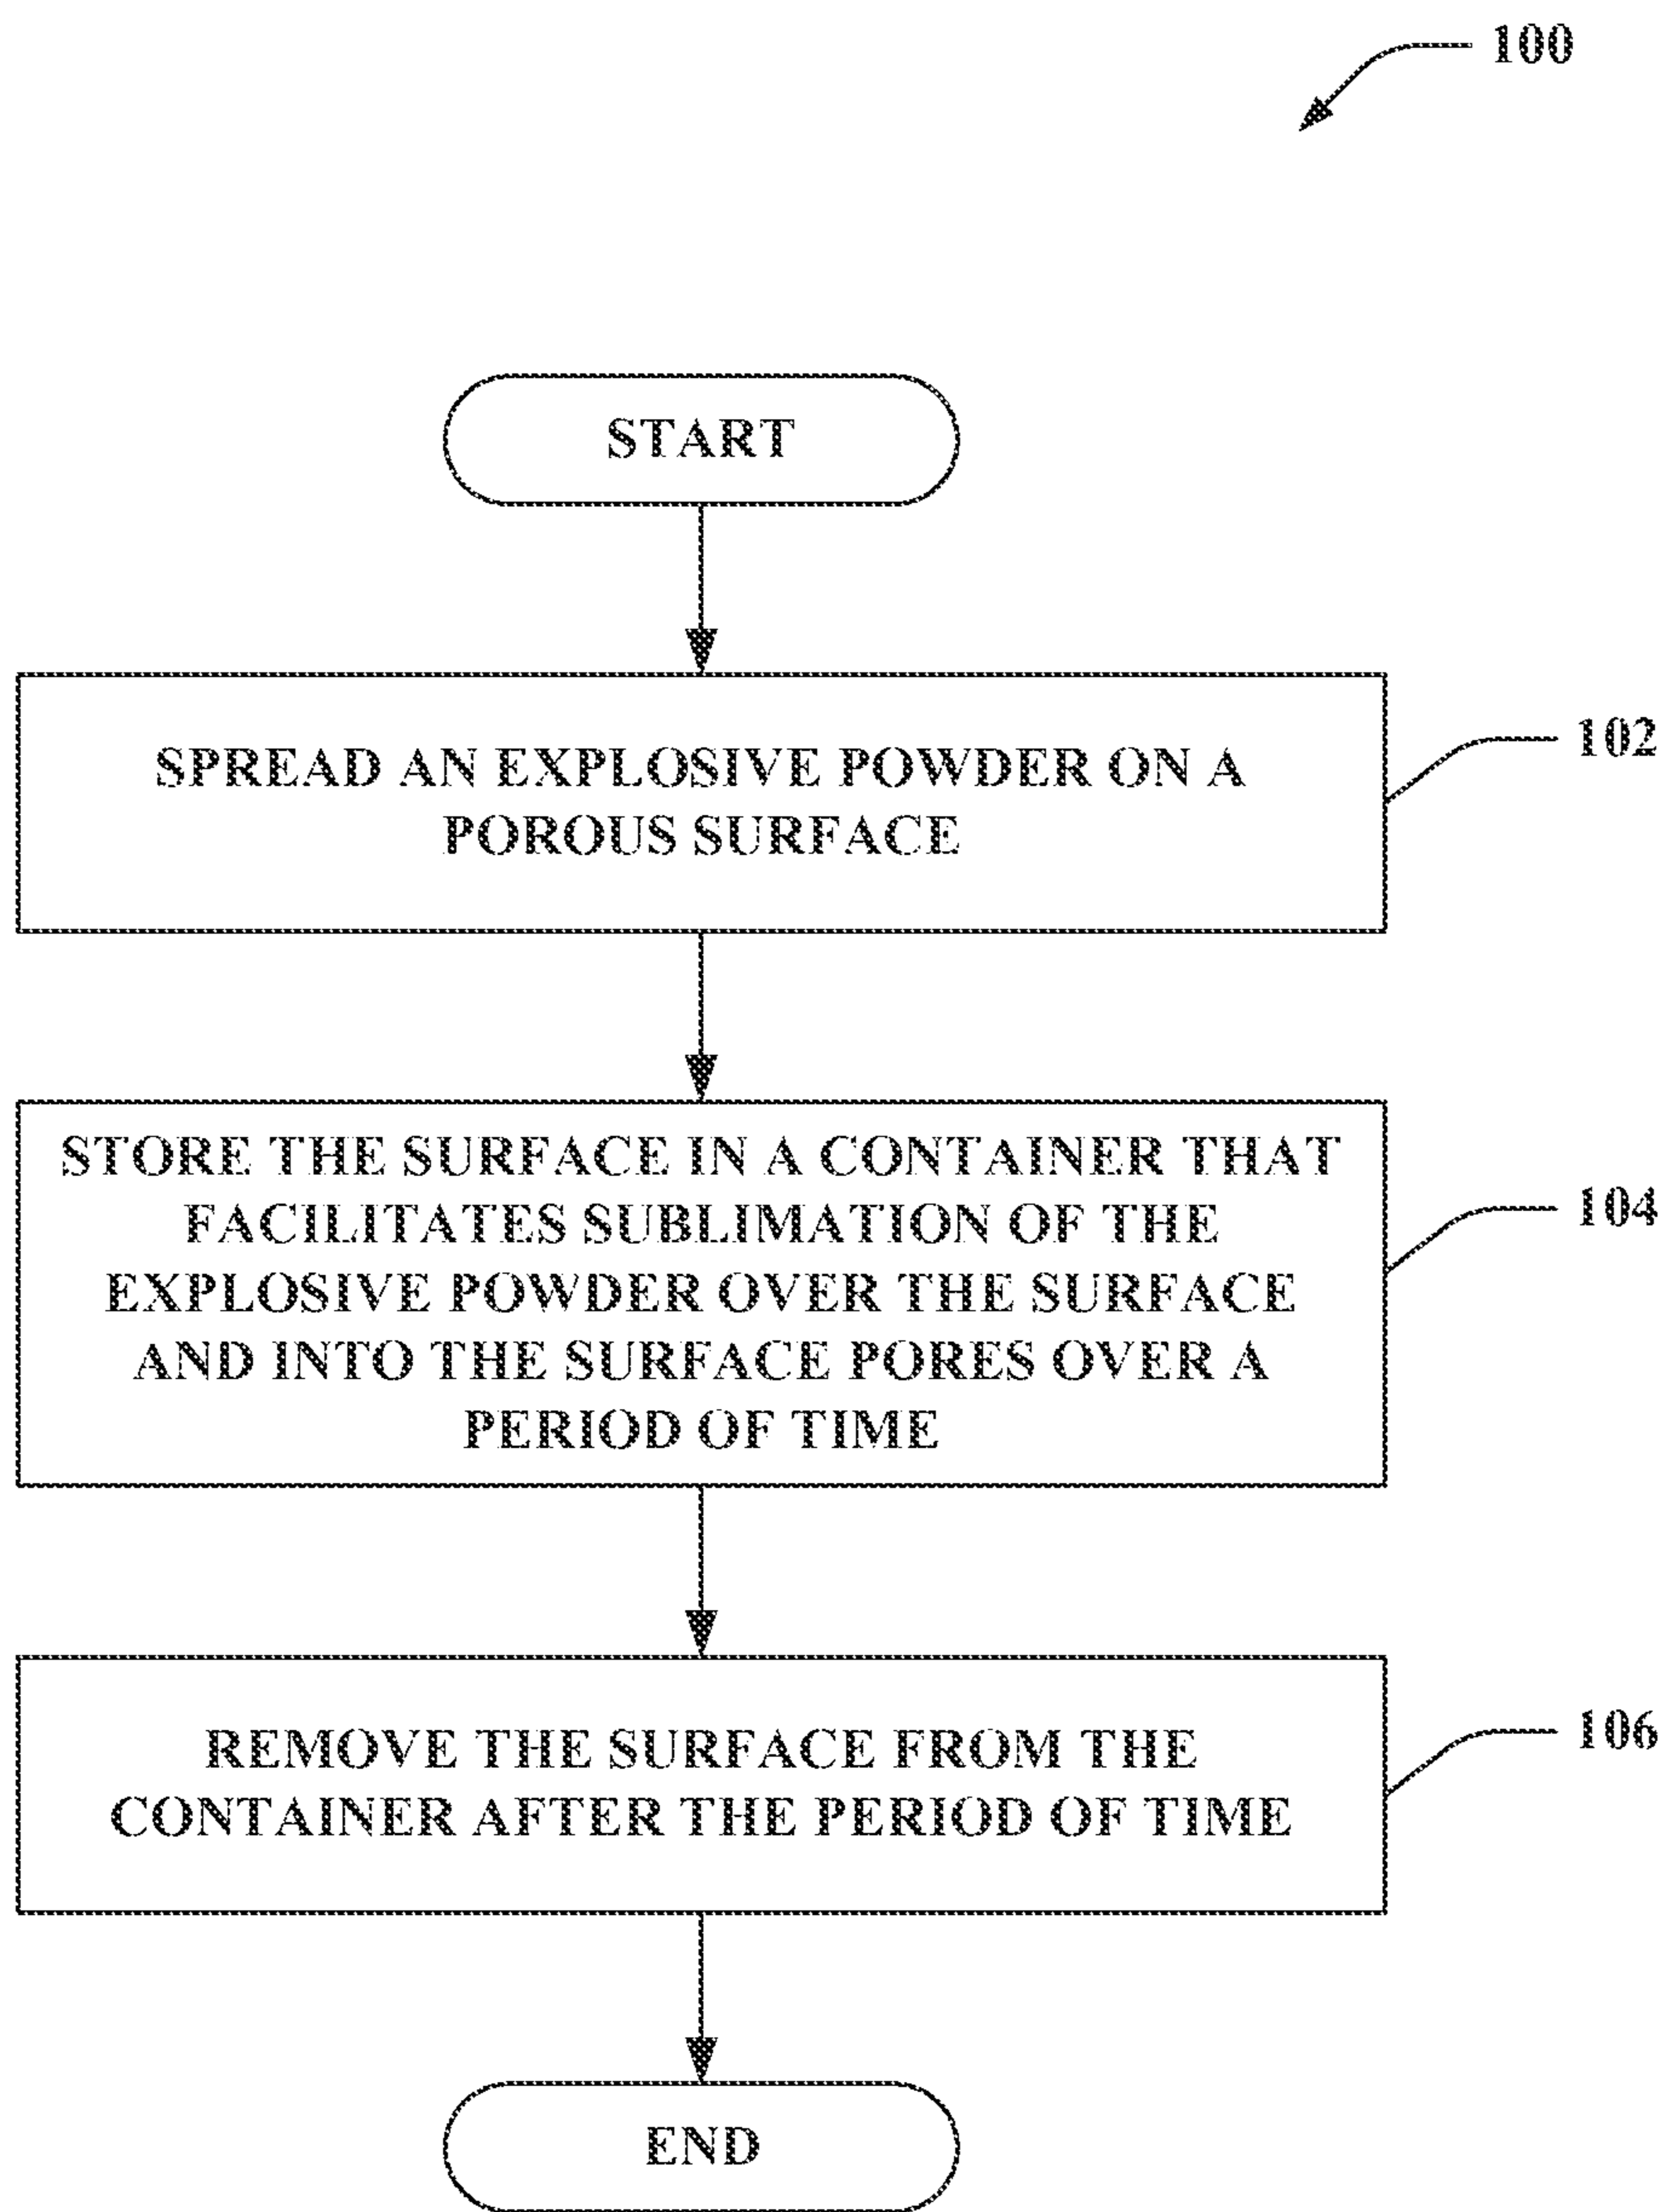 100
START
SPREAD AN EXPLOSIVE POWDER ON A
POROUS SURFACE
102
STORE THE SURFACE IN A CONTAINER THAT
FACILITATES SUBLIMATION OF THE
EXPLOSIVE POWDER OVER THE SURFACE
AND INTO THE SURFACE PORES OVER A
PERIOD OF TIME
104
REMOVE THE SURFACE FROM THE
CONTAINER AFTER THE PERIOD OF TIME
106
END